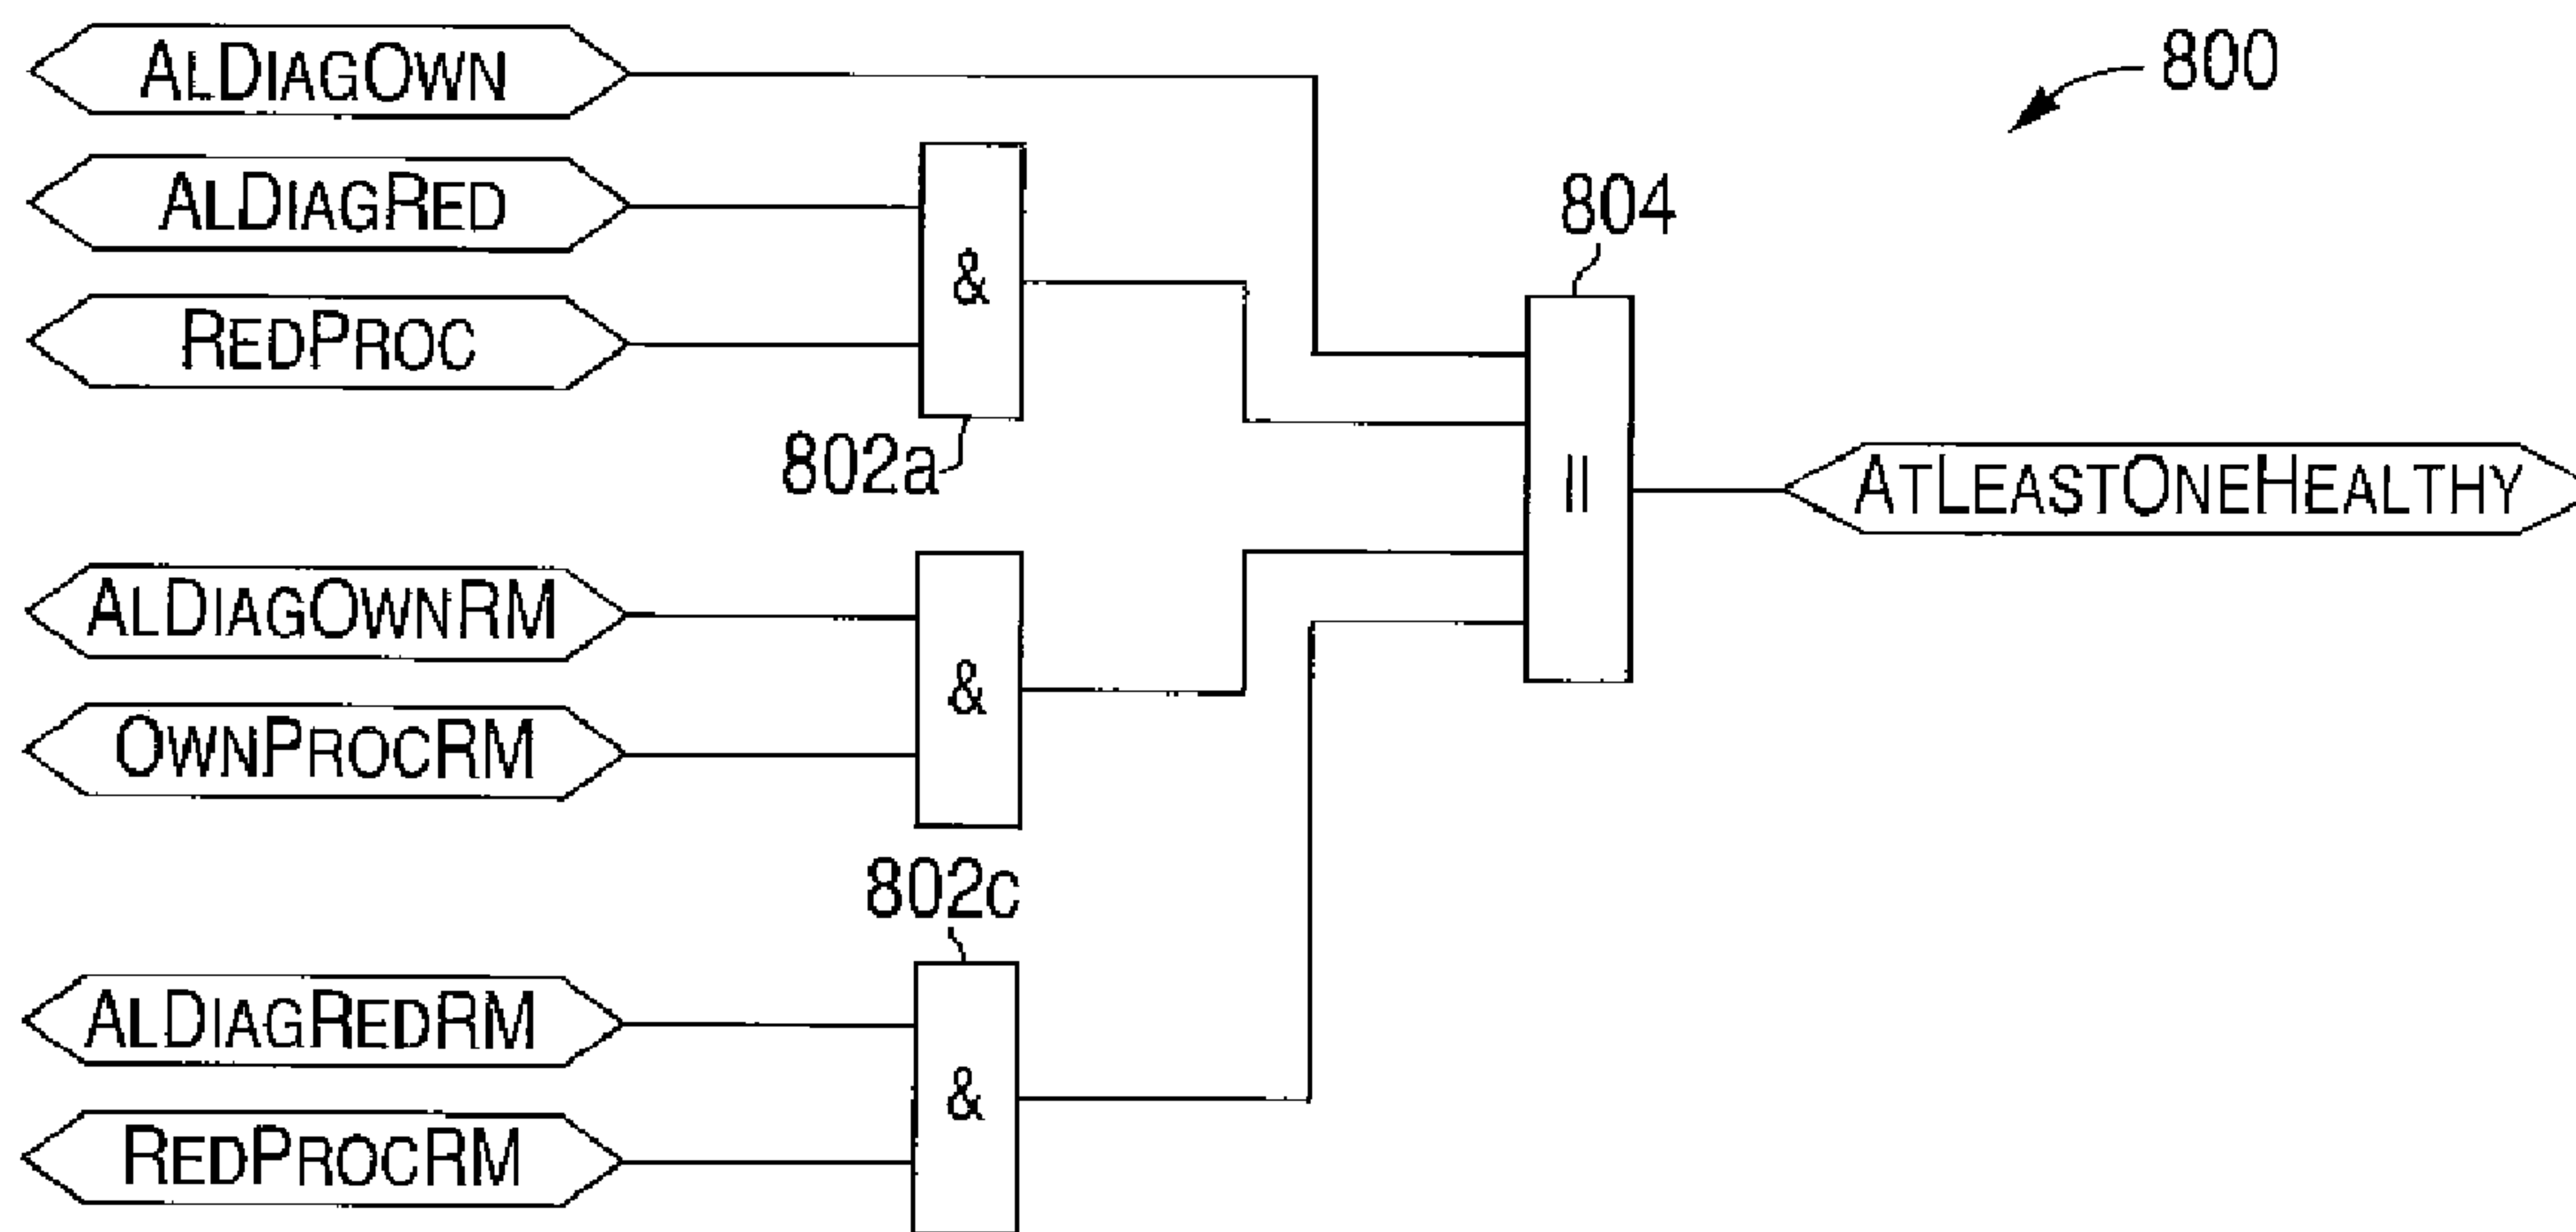 ALDIAGOWN
800
ALDIAGRED
804
&
REDPROC
802a
||
ATLEASTONEHEALTHY
ALDIAGOWNRM
&
OWNPROCRM
802c
ALDIAGREDRM
&
REDPROCRM